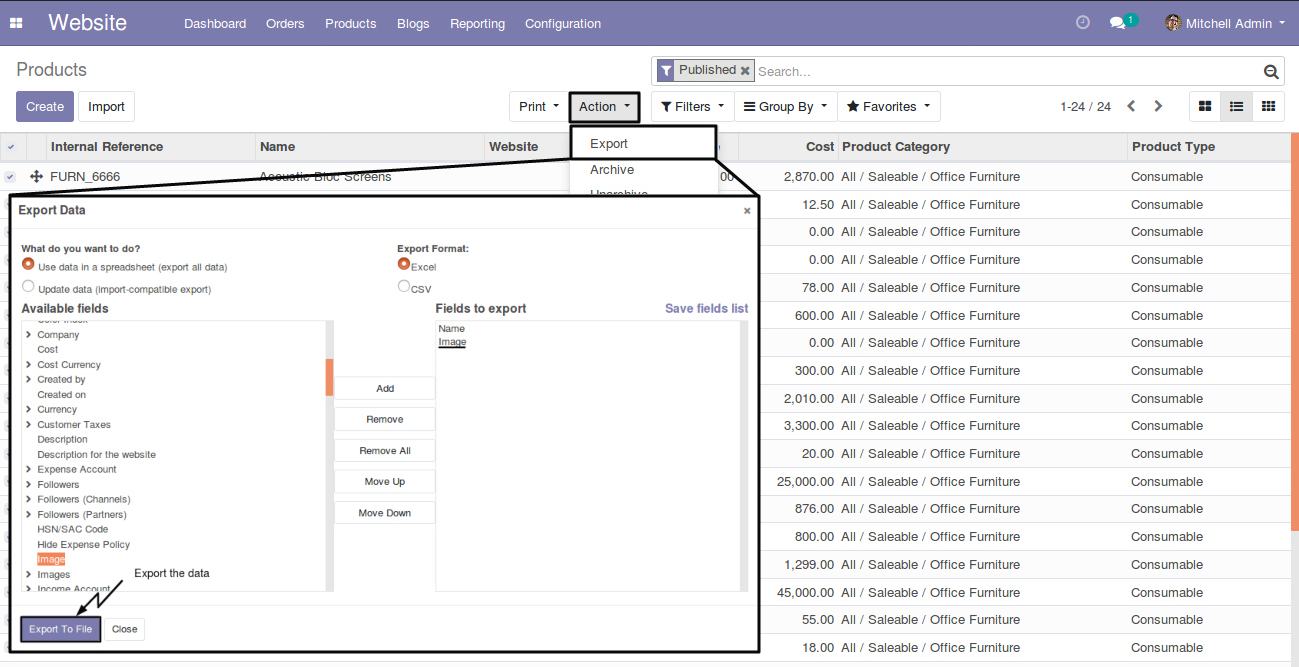 Website Dashboard Orders Products Blogs Reporting Configuration 1 Mitchell Admin
Products
Published Search...
Create Import Print Action Filters Group By Favorites 1-24 / 24
Internal Reference Name Website Cost Product Category Product Type
Export
Archive
FURN_6666 Acoustic Bloc Screens 00 2,870.00 All / Saleable / Office Furniture Consumable
12.50 All / Saleable / Office Furniture Consumable
0.00 All / Saleable / Office Furniture Consumable
0.00 All / Saleable / Office Furniture Consumable
78.00 All / Saleable / Office Furniture Consumable
600.00 All / Saleable / Office Furniture Consumable
0.00 All / Saleable / Office Furniture Consumable
300.00 All / Saleable / Office Furniture Consumable
2,010.00 All / Saleable / Office Furniture Consumable
3,300.00 All / Saleable / Office Furniture Consumable
20.00 All / Saleable / Office Furniture Consumable
25,000.00 All / Saleable / Office Furniture Consumable
876.00 All / Saleable / Office Furniture Consumable
800.00 All / Saleable / Office Furniture Consumable
1,299.00 All / Saleable / Office Furniture Consumable
45,000.00 All / Saleable / Office Furniture Consumable
55.00 All / Saleable / Office Furniture Consumable
18.00 All / Saleable / Office Furniture Consumable
Export Data ×
What do you want to do?
Use data in a spreadsheet (export all data)
Update data (import-compatible export)
Export Format:
Excel
CSV
Available fields
Company
Cost
Cost Currency
Created by
Created on
Currency
Customer Taxes
Description
Description for the website
Expense Account
Followers
Followers (Channels)
Followers (Partners)
HSN/SAC Code
Hide Expense Policy
Image
Images
Income Account
Add
Remove
Remove All
Move Up
Move Down
Fields to export Save fields list
Name
Image
Export the data
Export To File Close